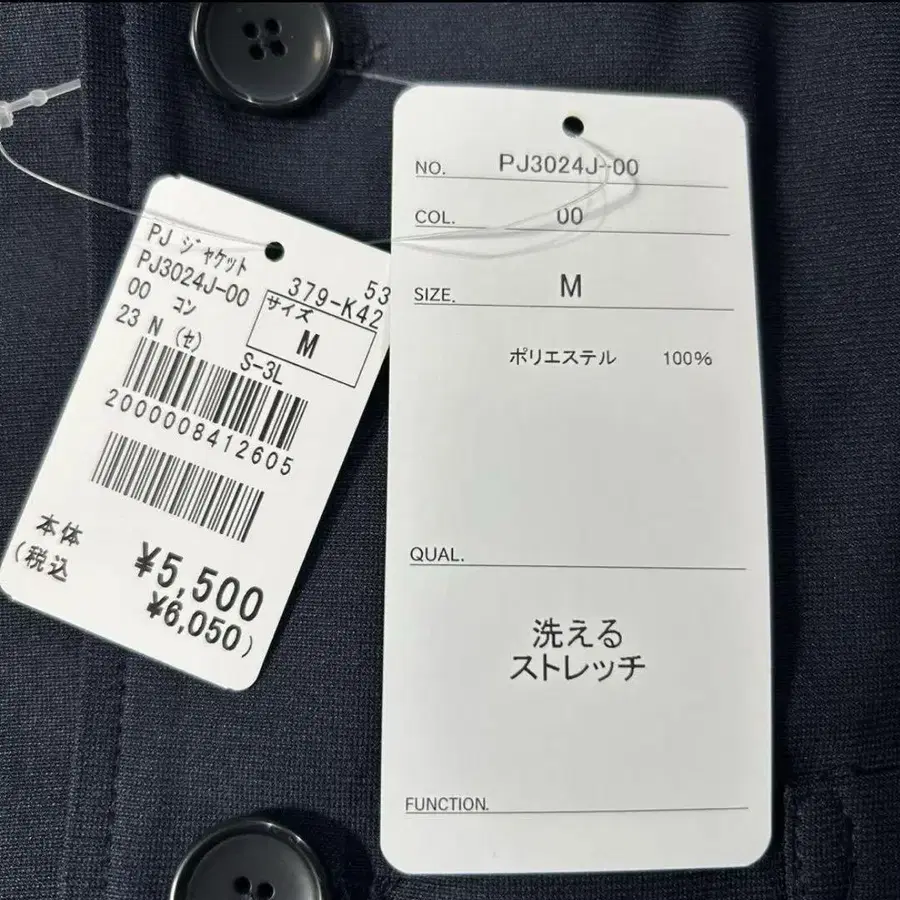 PJ ジャケット
PJ3024J-00
53
379-K42
00 コン
サイズ
M
23 N (セ)
S-3L
2000008412605
本体 ¥5,500
(税込 ¥6,050)
NO. PJ3024J-00
COL. 00
SIZE. M
ポリエステル 100%
QUAL.
洗える
ストレッチ
FUNCTION.